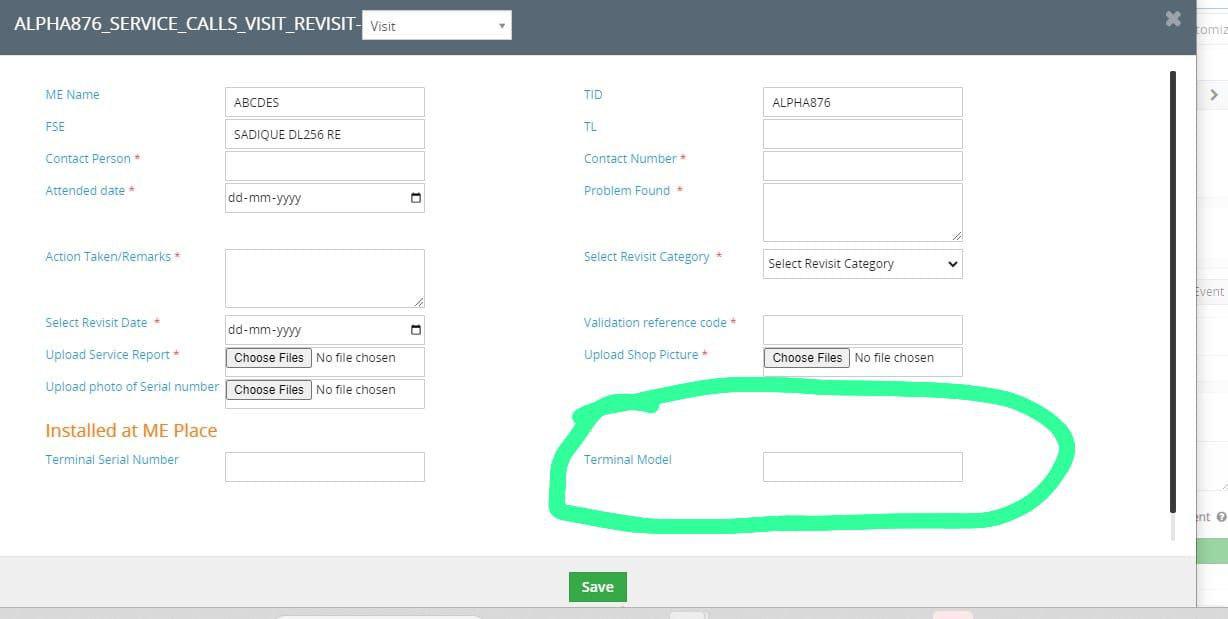 ALPHA876_SERVICE_CALLS_VISIT_REVISIT- Visit
ME Name ABCDES TID ALPHA876
FSE SADIQUE DL256 RE TL
Contact Person * Contact Number *
Attended date * dd-mm-yyyy Problem Found *
Action Taken/Remarks * Select Revisit Category * Select Revisit Category
Select Revisit Date * dd-mm-yyyy Validation reference code *
Upload Service Report * Choose Files No file chosen Upload Shop Picture * Choose Files No file chosen
Upload photo of Serial number Choose Files No file chosen
Installed at ME Place
Terminal Serial Number Terminal Model
Save
Event